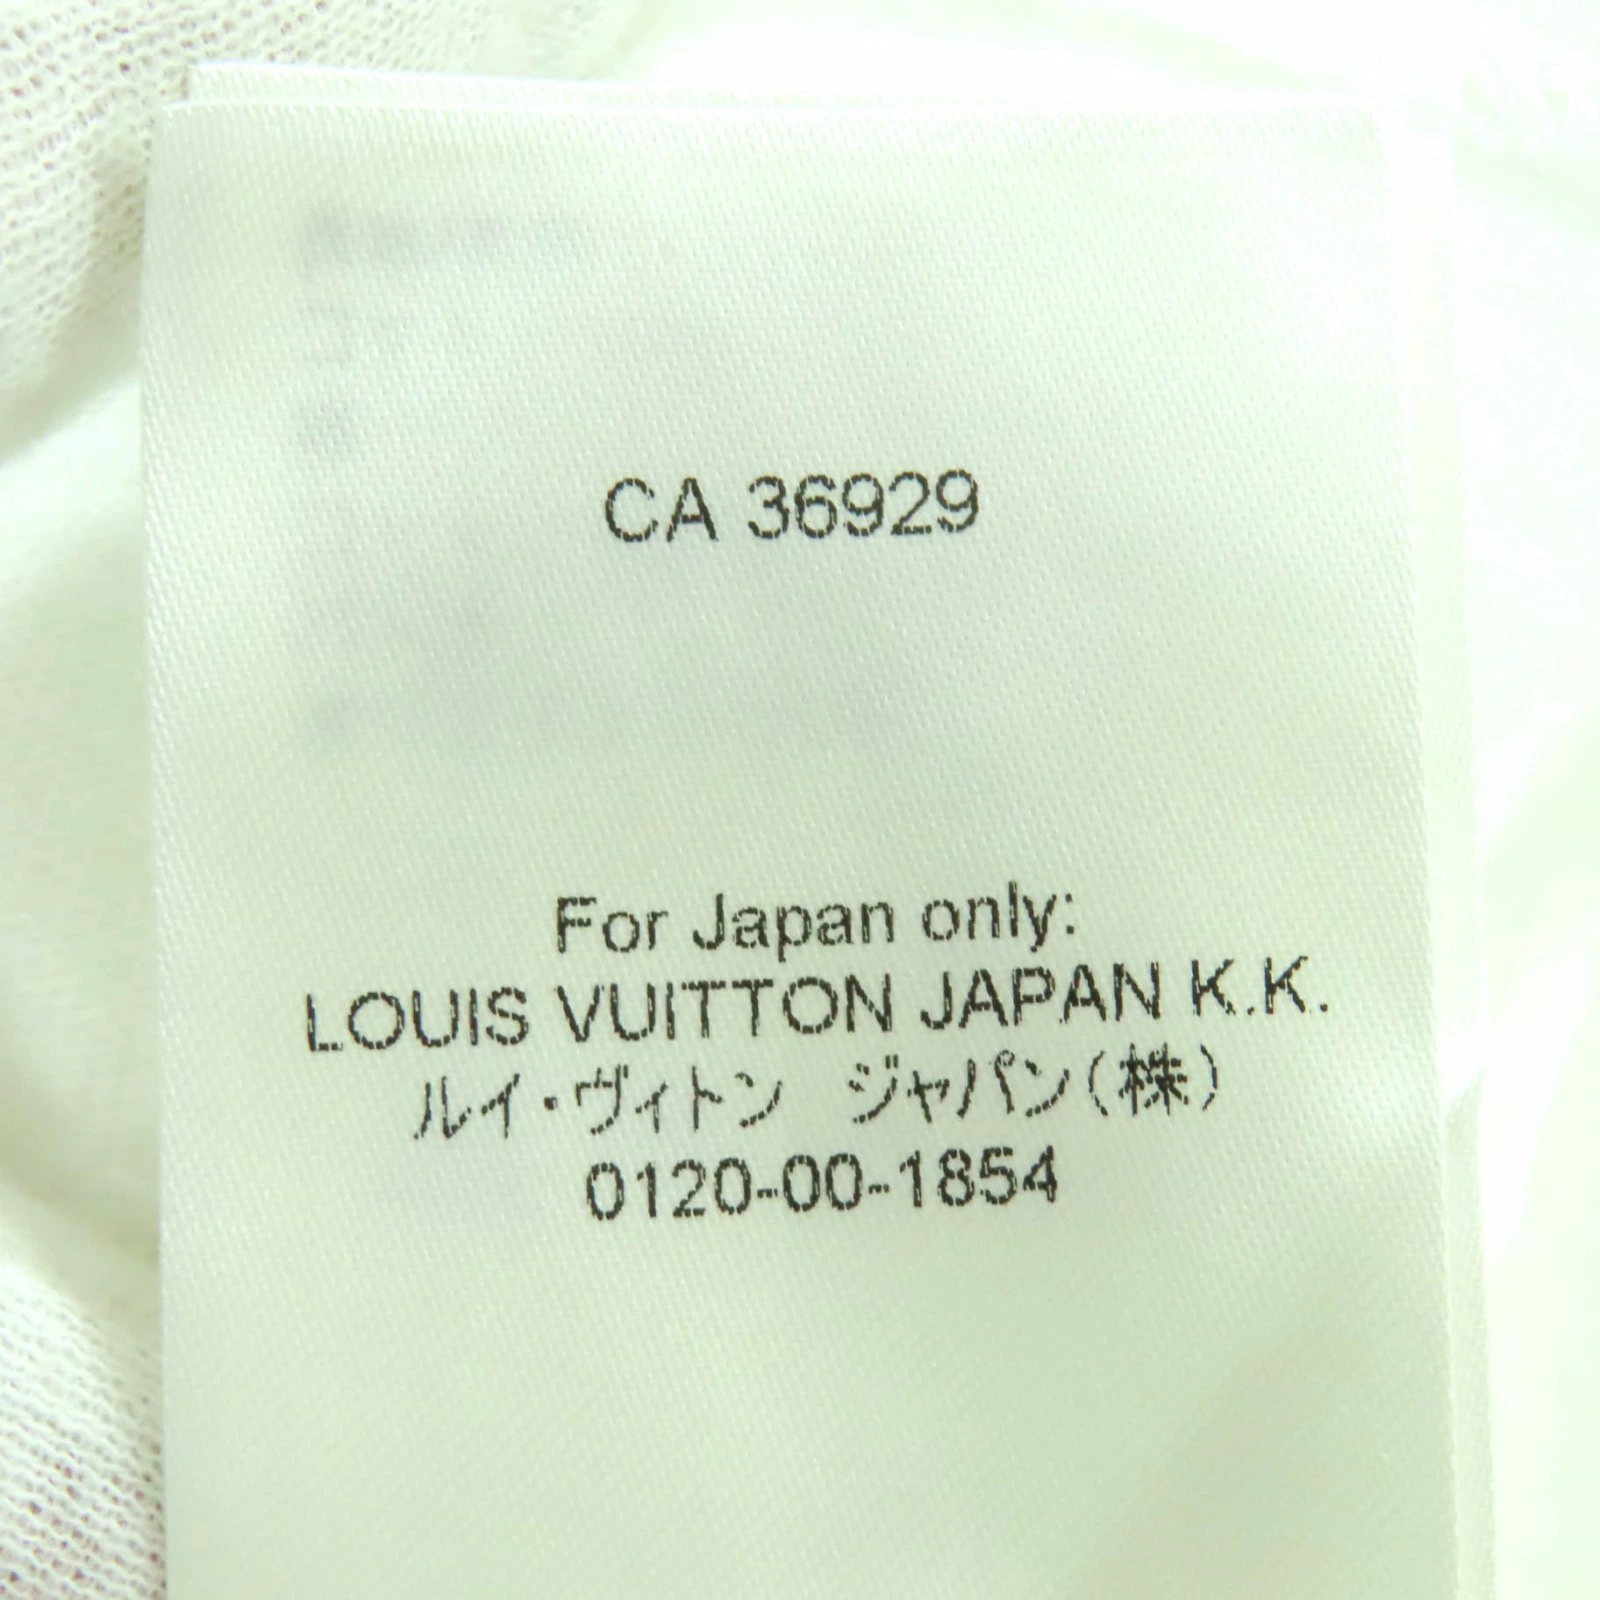 CA 36929
For Japan only:
LOUIS VUITTON JAPAN K.K.
ルイ・ヴィトン ジャパン(株)
0120-00-1854